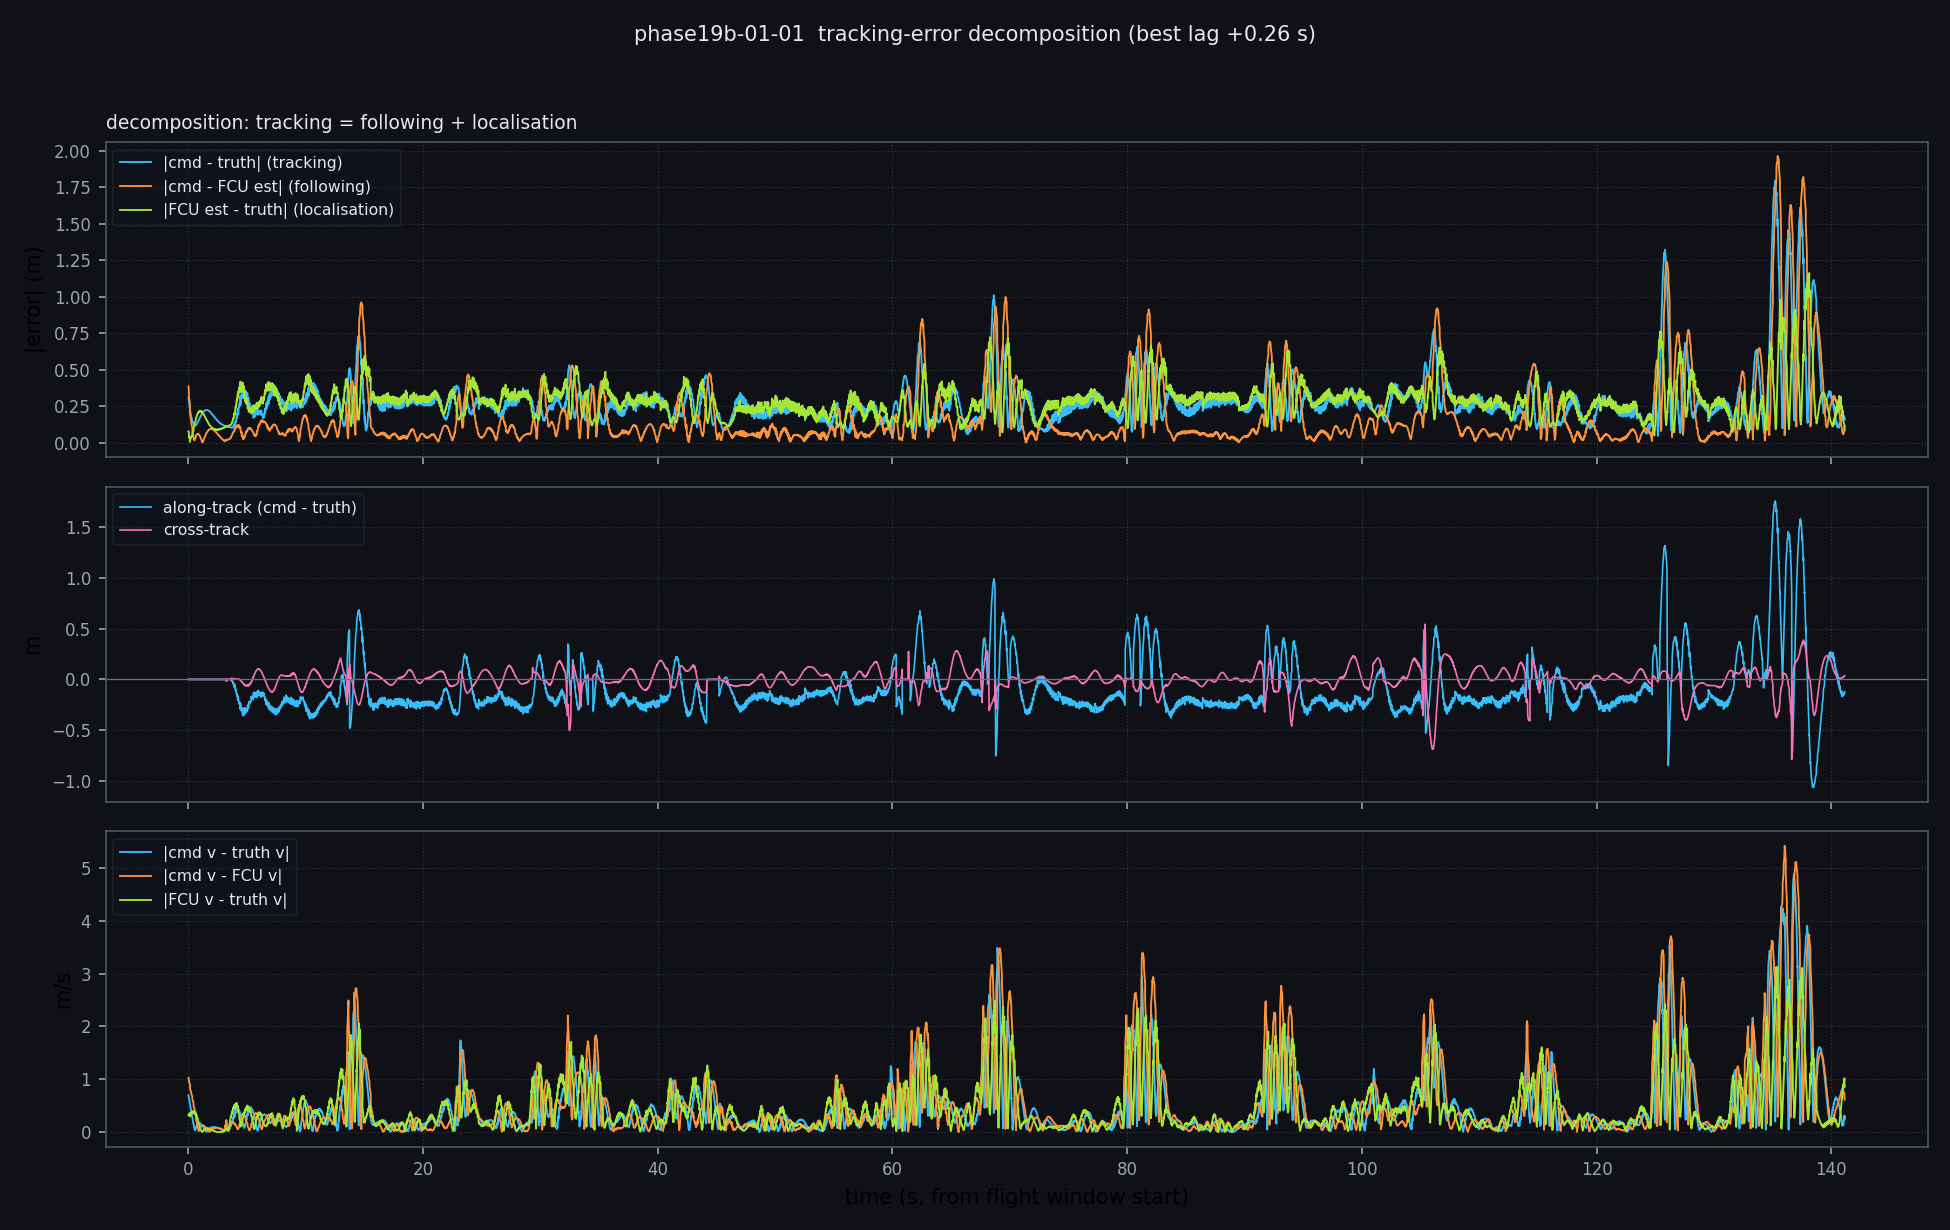 phase19b-01-01  tracking-error decomposition (best lag +0.26 s)
decomposition: tracking = following + localisation
|cmd - truth| (tracking)
|cmd - FCU est| (following)
|FCU est - truth| (localisation)
|error| (m)
2.00
1.75
1.50
1.25
1.00
0.75
0.50
0.25
0.00
along-track (cmd - truth)
cross-track
m
1.5
1.0
0.5
0.0
−0.5
−1.0
|cmd v - truth v|
|cmd v - FCU v|
|FCU v - truth v|
m/s
5
4
3
2
1
0
0 20 40 60 80 100 120 140
time (s, from flight window start)